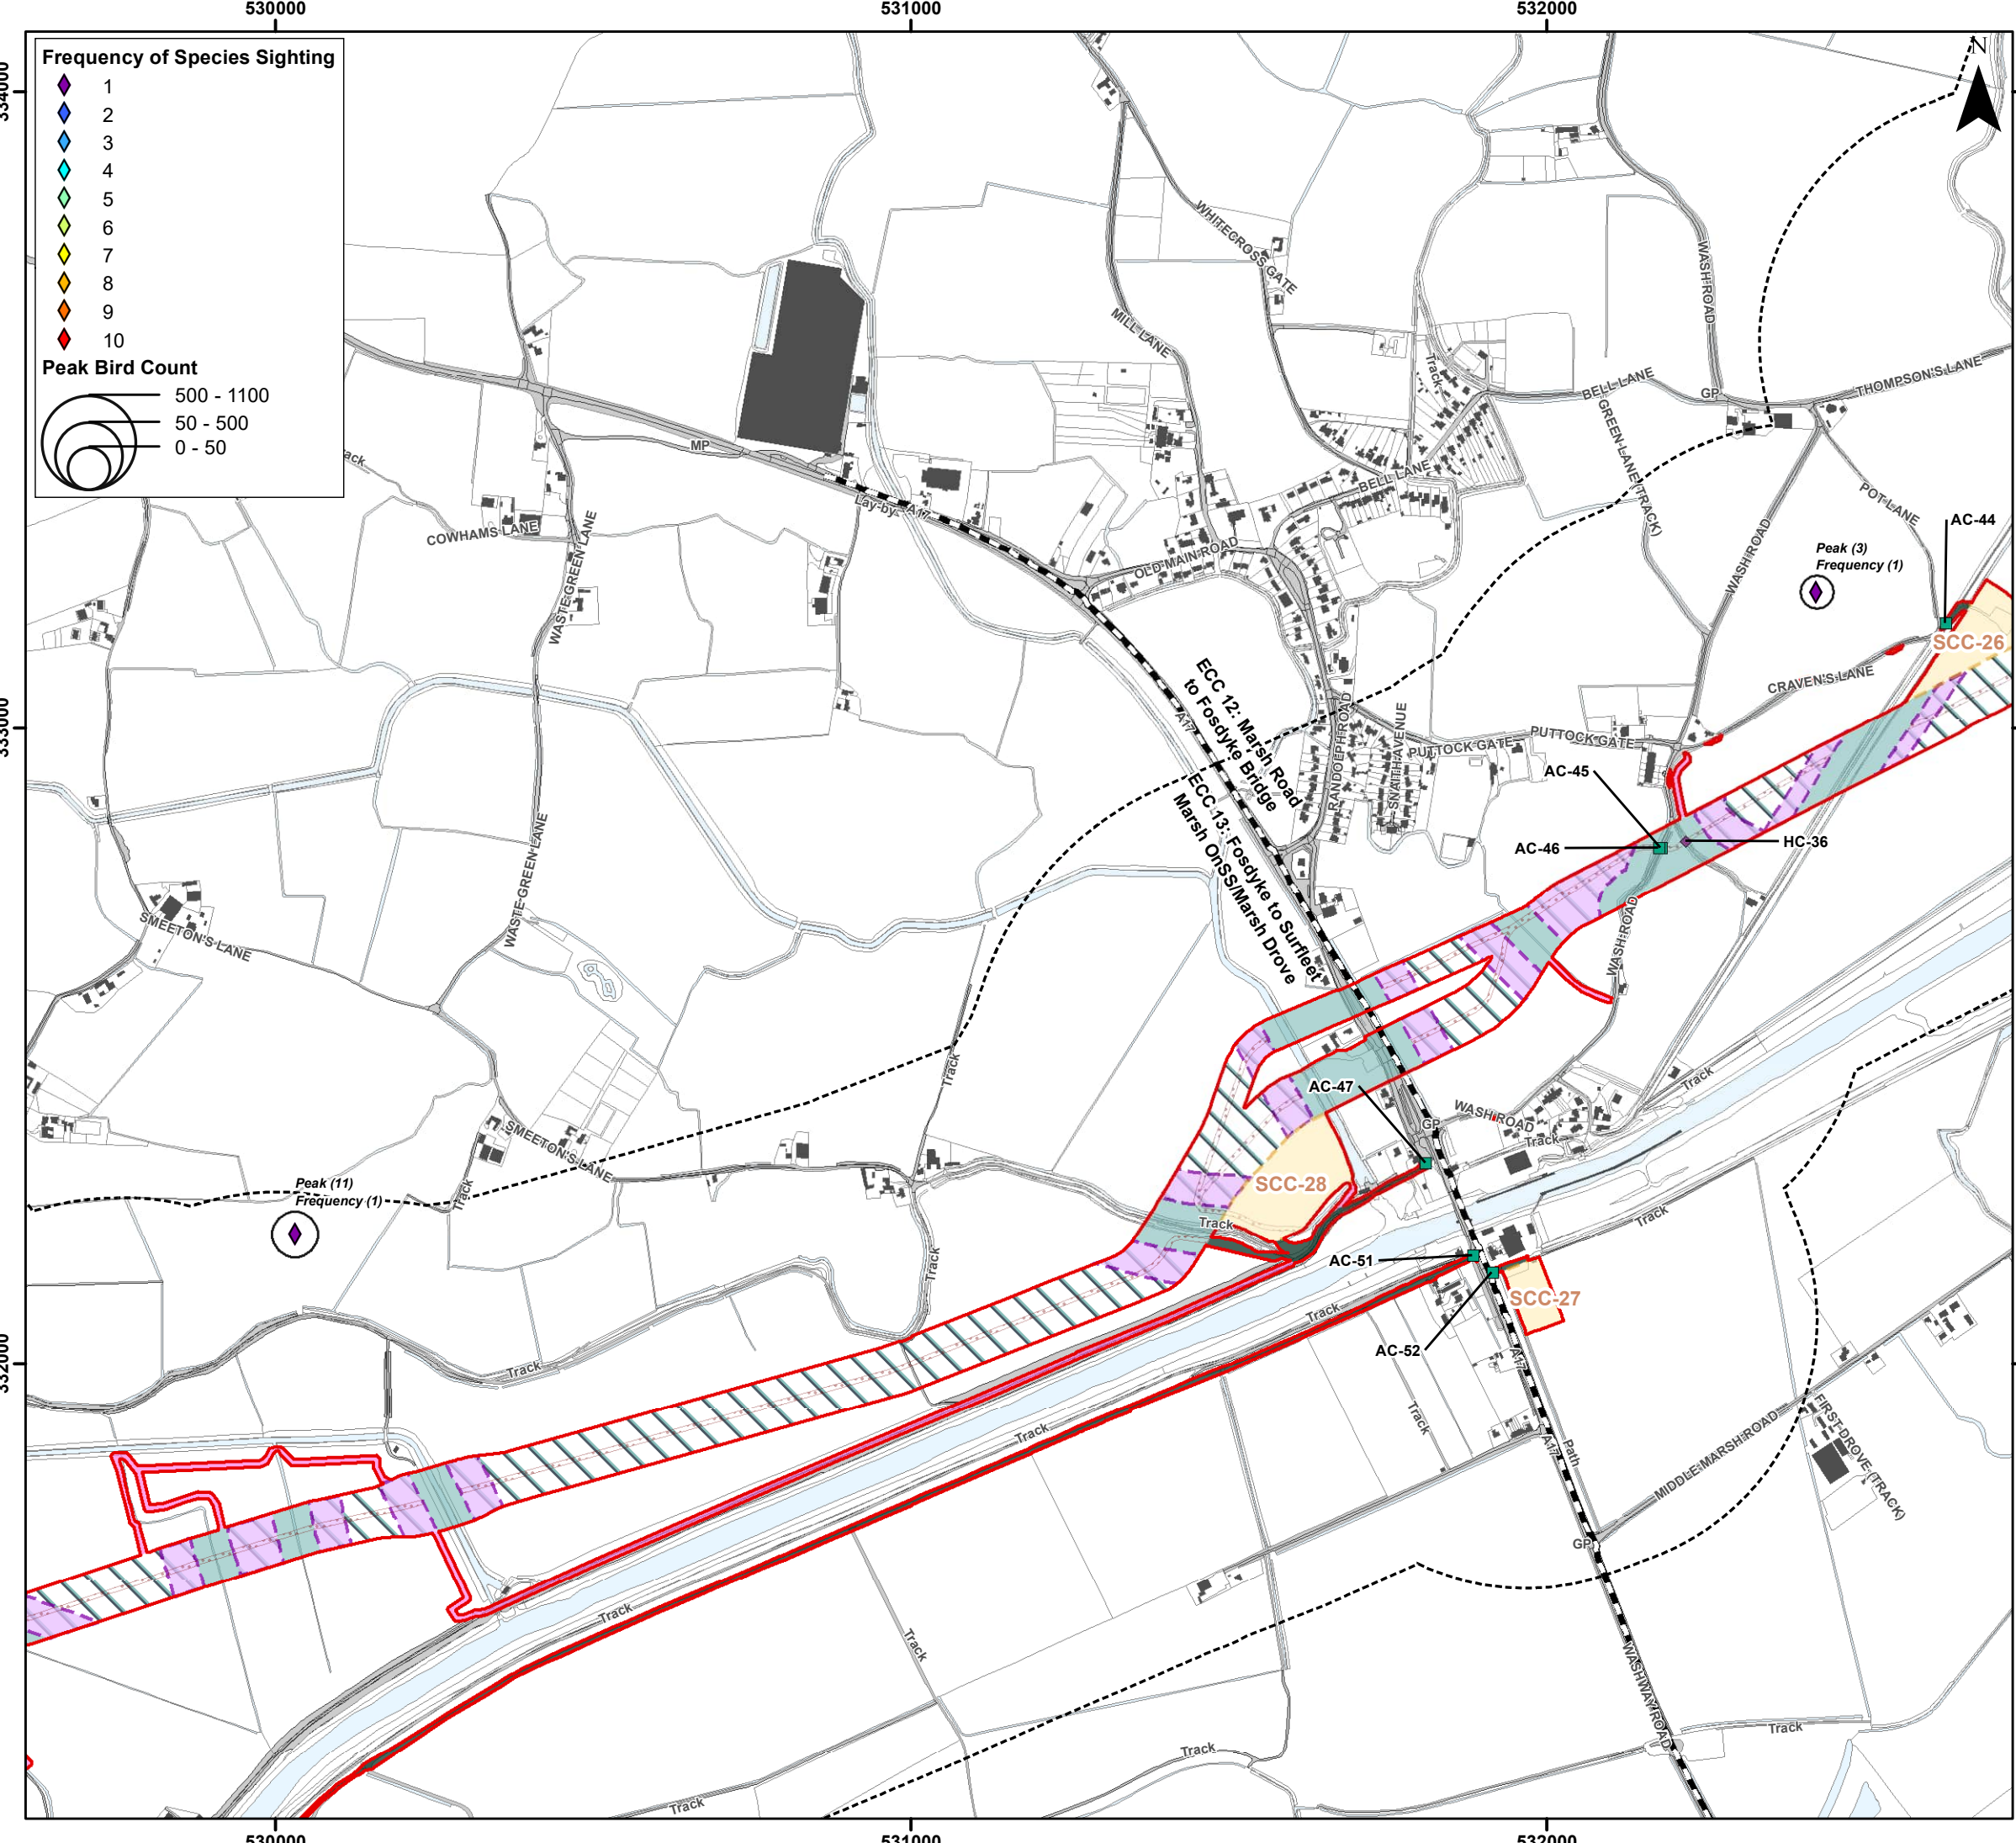 530000
531000
532000
Frequency of Species Sighting
1
2
3
4
5
6
7
8
9
10
Peak Bird Count
500 - 1100
50 - 500
0 - 50
N
334000
333000
332000
WHITECROSS GATE
MILL LANE
WASH ROAD
Track
BELL LANE
GP
THOMPSON'S LANE
GREEN LANE (TRACK)
MP
BELL LANE
Lay-by
A17
POT LANE
AC-44
COWHAMS LANE
WASTE GREEN LANE
OLD MAIN ROAD
WASH ROAD
Peak (3)
Frequency (1)
SCC-26
CRAVEN'S LANE
ECC 12: Marsh Road
to Fosdyke Bridge
A17
RANDOLPH ROAD
SNAITH AVENUE
PUTTOCK GATE
PUTTOCK GATE
AC-45
AC-46
HC-36
ECC 13: Fosdyke to Surfleet
Marsh OnSS/Marsh Drove
WASTE GREEN LANE
SMEETON'S LANE
WASH ROAD
Track
AC-47
Track
WASH ROAD
GP
Track
SMEETON'S LANE
Track
Peak (11)
Frequency (1)
SCC-28
Track
Track
Track
AC-51
SCC-27
Track
AC-52
A17
Track
Track
Track
A17
Path
MIDDLE MARSH ROAD
FIRST DROVE (TRACK)
GP
Track
Track
WASHWAY ROAD
Track
Track
Track
530000
531000
532000